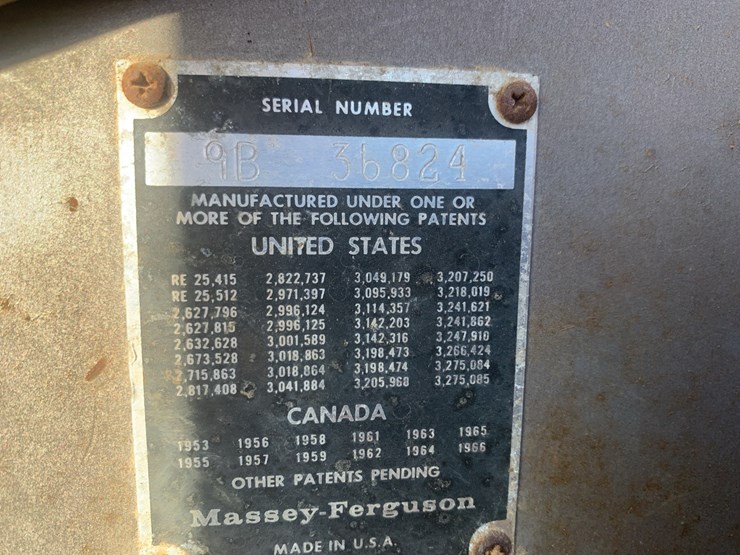 SERIAL NUMBER
9B 36824
MANUFACTURED UNDER ONE OR
MORE OF THE FOLLOWING PATENTS
UNITED STATES
RE 25,415 2,822,737 3,049,179 3,207,250
RE 25,512 2,971,397 3,095,933 3,218,019
2,627,796 2,996,124 3,114,357 3,241,621
2,627,815 2,996,125 3,142,203 3,241,862
2,632,628 3,001,589 3,142,316 3,247,910
2,673,528 3,018,863 3,198,473 3,266,424
2,715,863 3,018,864 3,198,474 3,275,084
2,817,408 3,041,884 3,205,968 3,275,085
CANADA
1953 1956 1958 1961 1963 1965
1955 1957 1959 1962 1964 1966
OTHER PATENTS PENDING
Massey-Ferguson
MADE IN U.S.A.